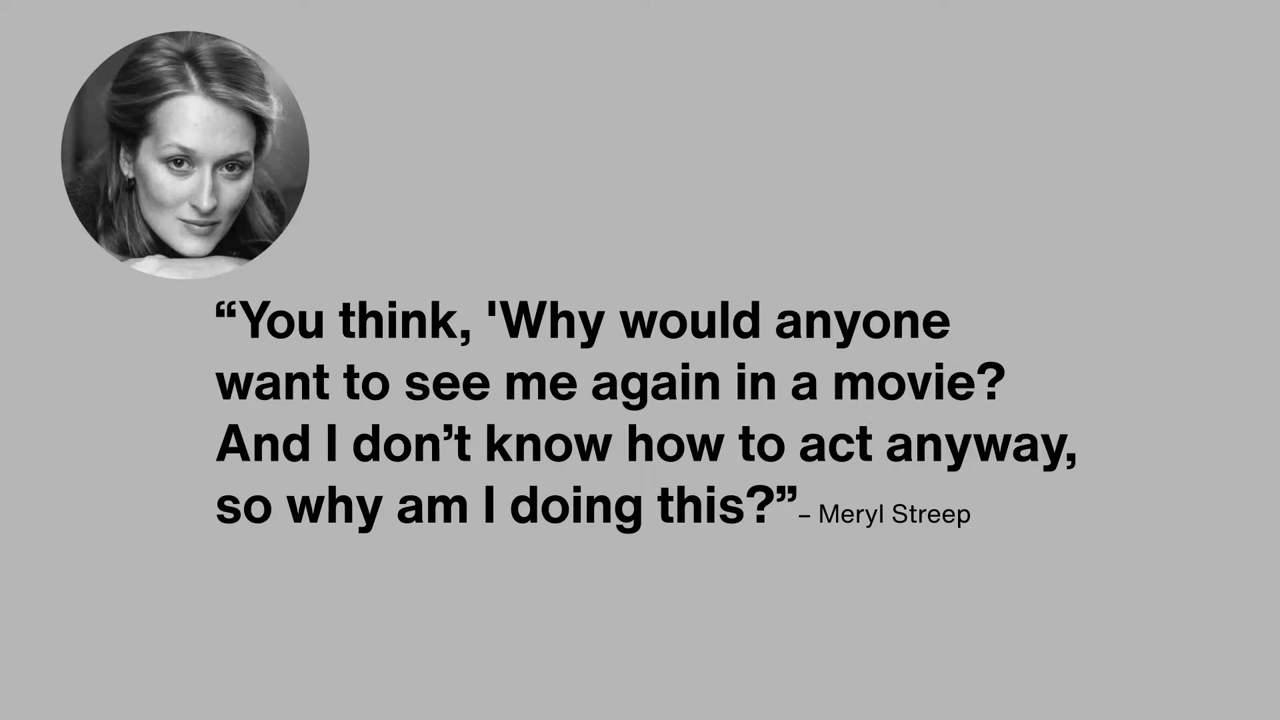 “You think, 'Why would anyone
want to see me again in a movie?
And I don’t know how to act anyway,
so why am I doing this?” – Meryl Streep